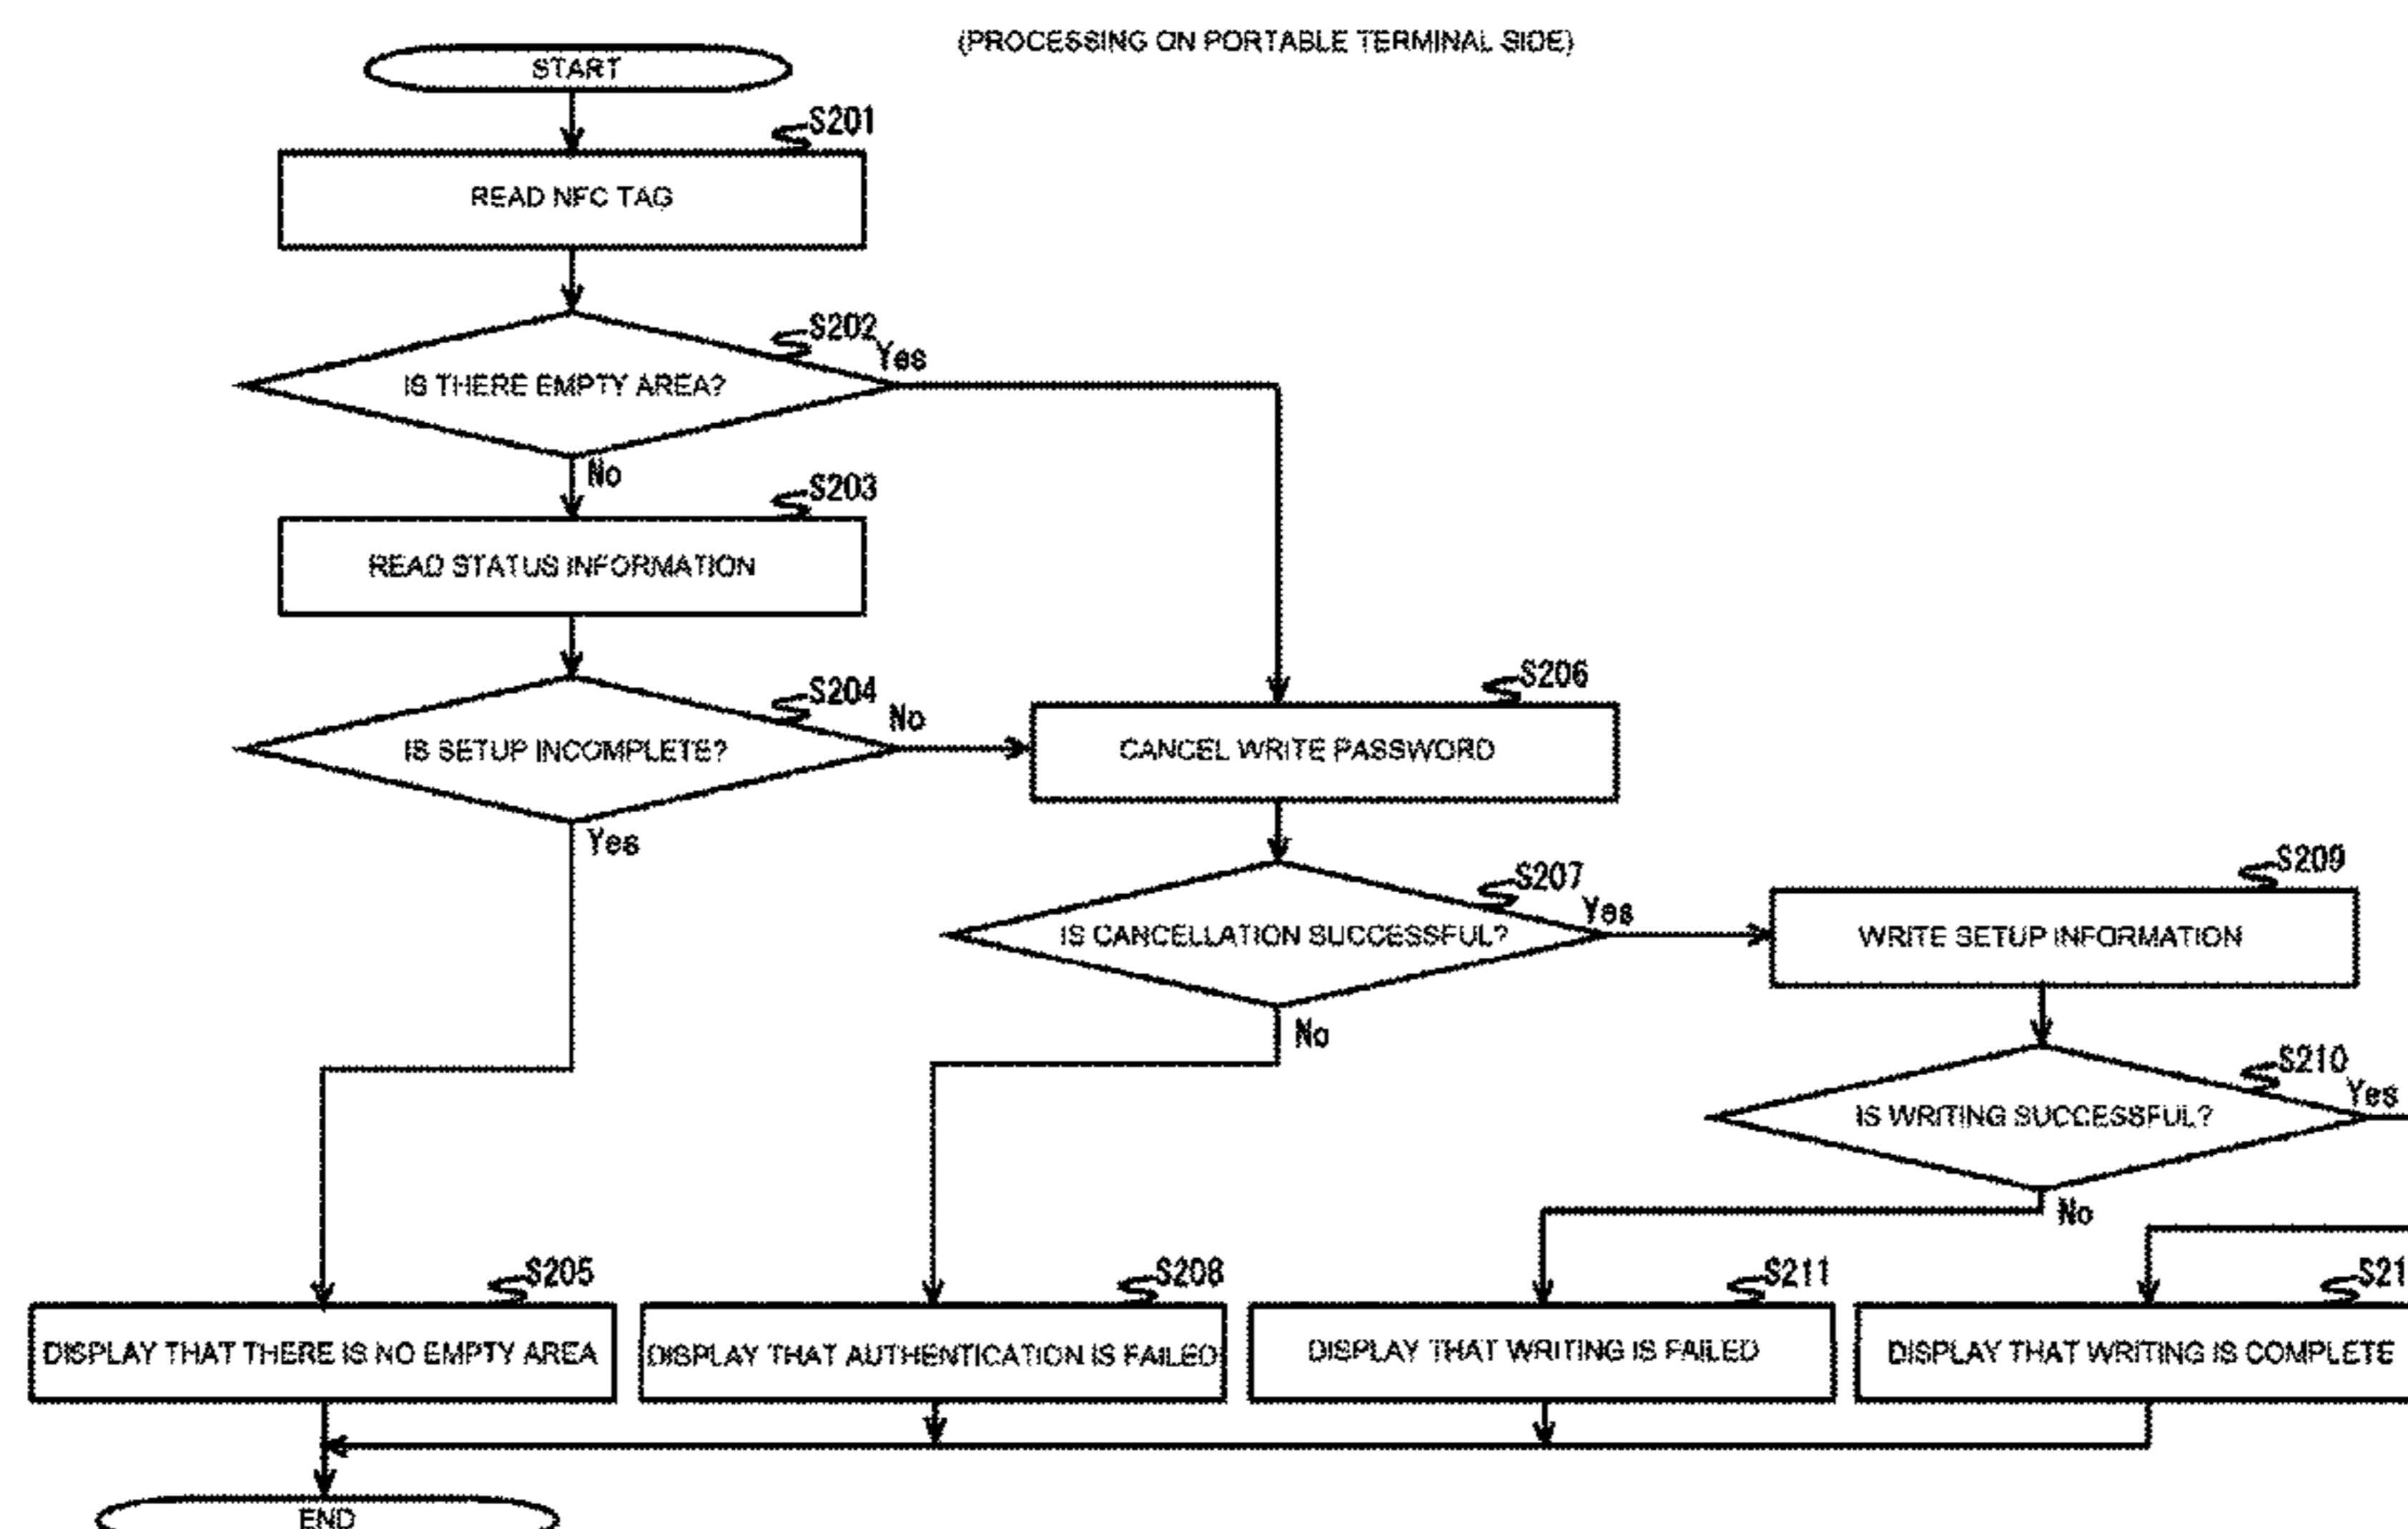 (PROCESSING ON PORTABLE TERMINAL SIDE)
START
S201
READ NFC TAG
S202
IS THERE EMPTY AREA?
Yes
No
S203
READ STATUS INFORMATION
S204
IS SETUP INCOMPLETE?
No
Yes
S206
CANCEL WRITE PASSWORD
S207
IS CANCELLATION SUCCESSFUL?
Yes
No
S209
WRITE SETUP INFORMATION
S210
IS WRITING SUCCESSFUL?
Yes
No
S205
DISPLAY THAT THERE IS NO EMPTY AREA
S208
DISPLAY THAT AUTHENTICATION IS FAILED
S211
DISPLAY THAT WRITING IS FAILED
S21
DISPLAY THAT WRITING IS COMPLETE
END